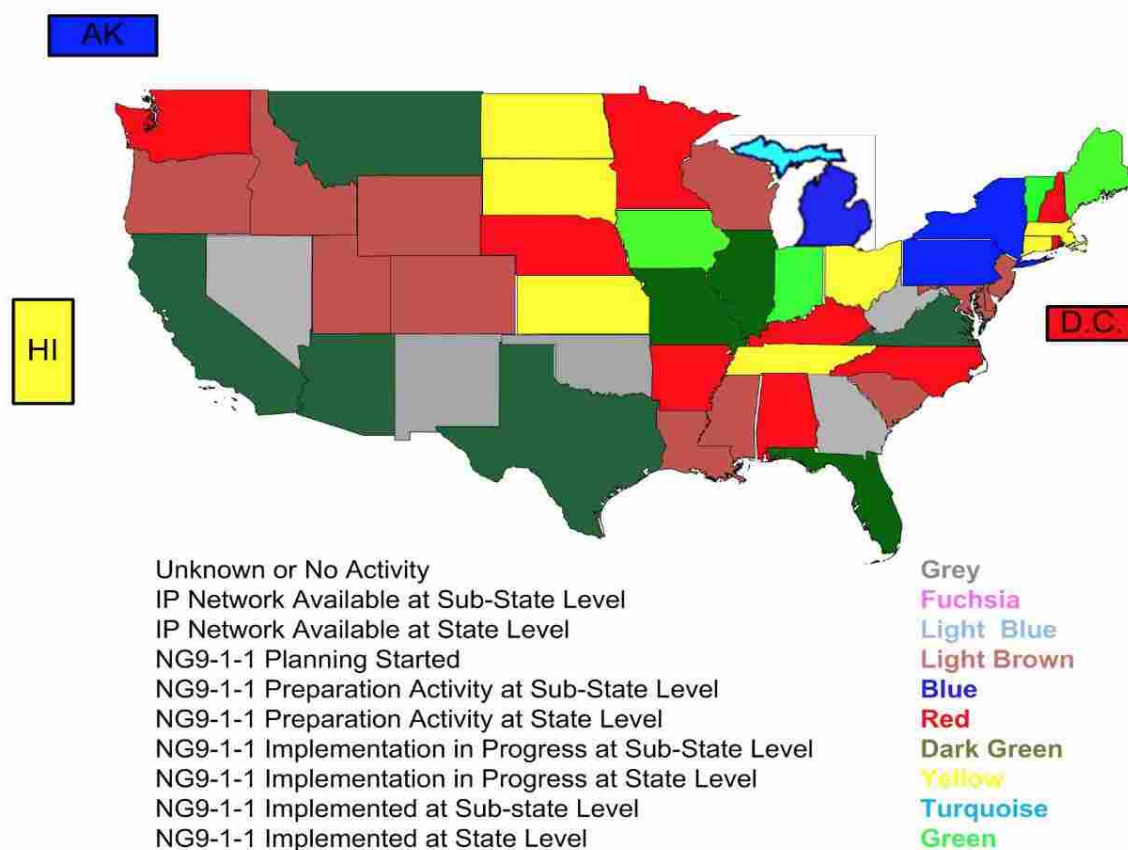 AK
HI
D.C.
Unknown or No Activity Grey
IP Network Available at Sub-State Level Fuchsia
IP Network Available at State Level Light Blue
NG9-1-1 Planning Started Light Brown
NG9-1-1 Preparation Activity at Sub-State Level Blue
NG9-1-1 Preparation Activity at State Level Red
NG9-1-1 Implementation in Progress at Sub-State Level Dark Green
NG9-1-1 Implementation in Progress at State Level Yellow
NG9-1-1 Implemented at Sub-state Level Turquoise
NG9-1-1 Implemented at State Level Green